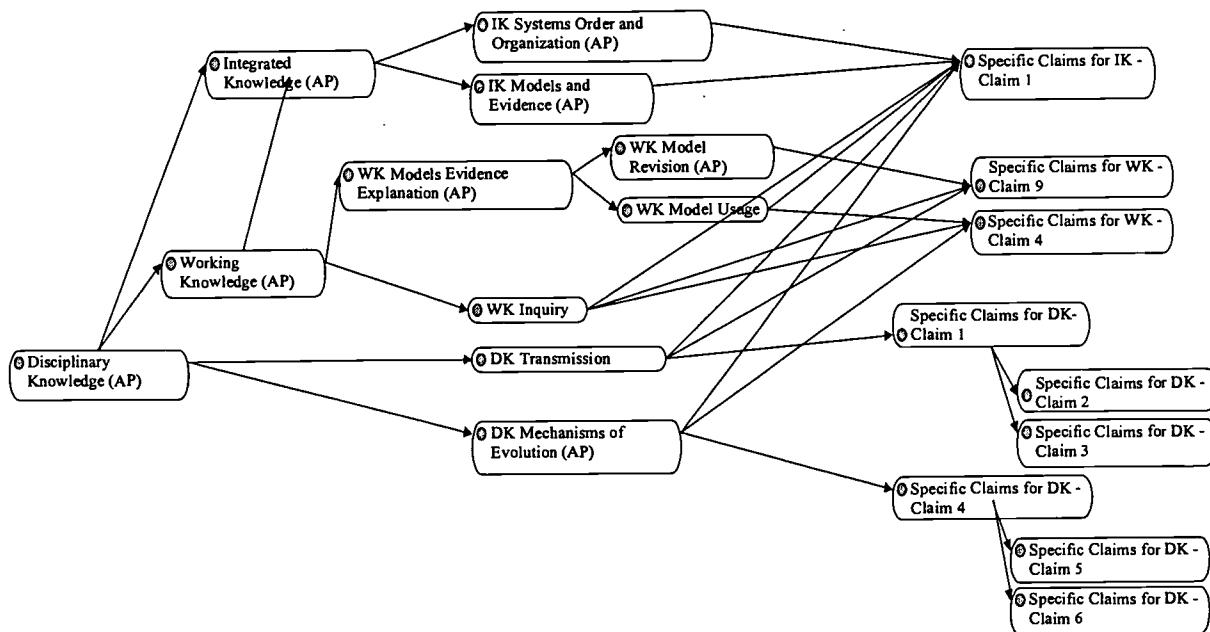 IK Systems Order and
Organization (AP)
Integrated
Knowledge (AP)
Specific Claims for IK -
Claim 1
IK Models and
Evidence (AP)
WK Model
Revision (AP)
WK Models Evidence
Explanation (AP)
Specific Claims for WK -
Claim 9
WK Model Usage
Specific Claims for WK -
Claim 4
Working
Knowledge (AP)
WK Inquiry
Specific Claims for DK-
Claim 1
Disciplinary
Knowledge (AP)
DK Transmission
Specific Claims for DK -
Claim 2
DK Mechanisms of
Evolution (AP)
Specific Claims for DK -
Claim 3
Specific Claims for DK -
Claim 4
Specific Claims for DK -
Claim 5
Specific Claims for DK -
Claim 6